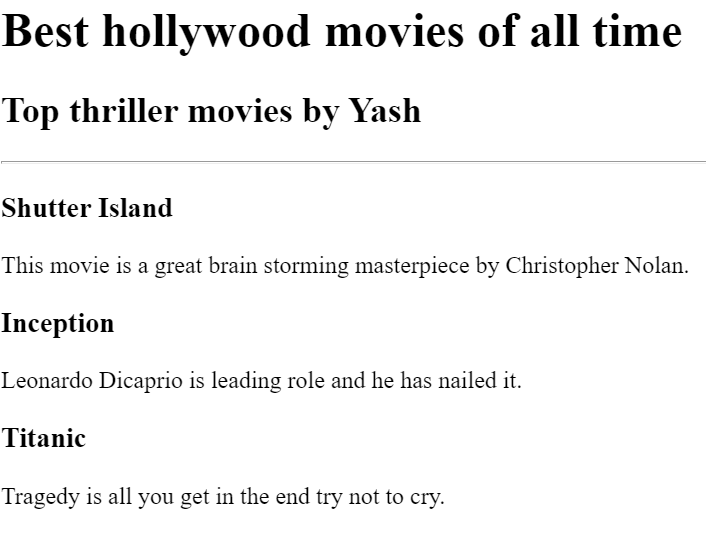 Best hollywood movies of all time
Top thriller movies by Yash
Shutter Island
This movie is a great brain storming masterpiece by Christopher Nolan.
Inception
Leonardo Dicaprio is leading role and he has nailed it.
Titanic
Tragedy is all you get in the end try not to cry.